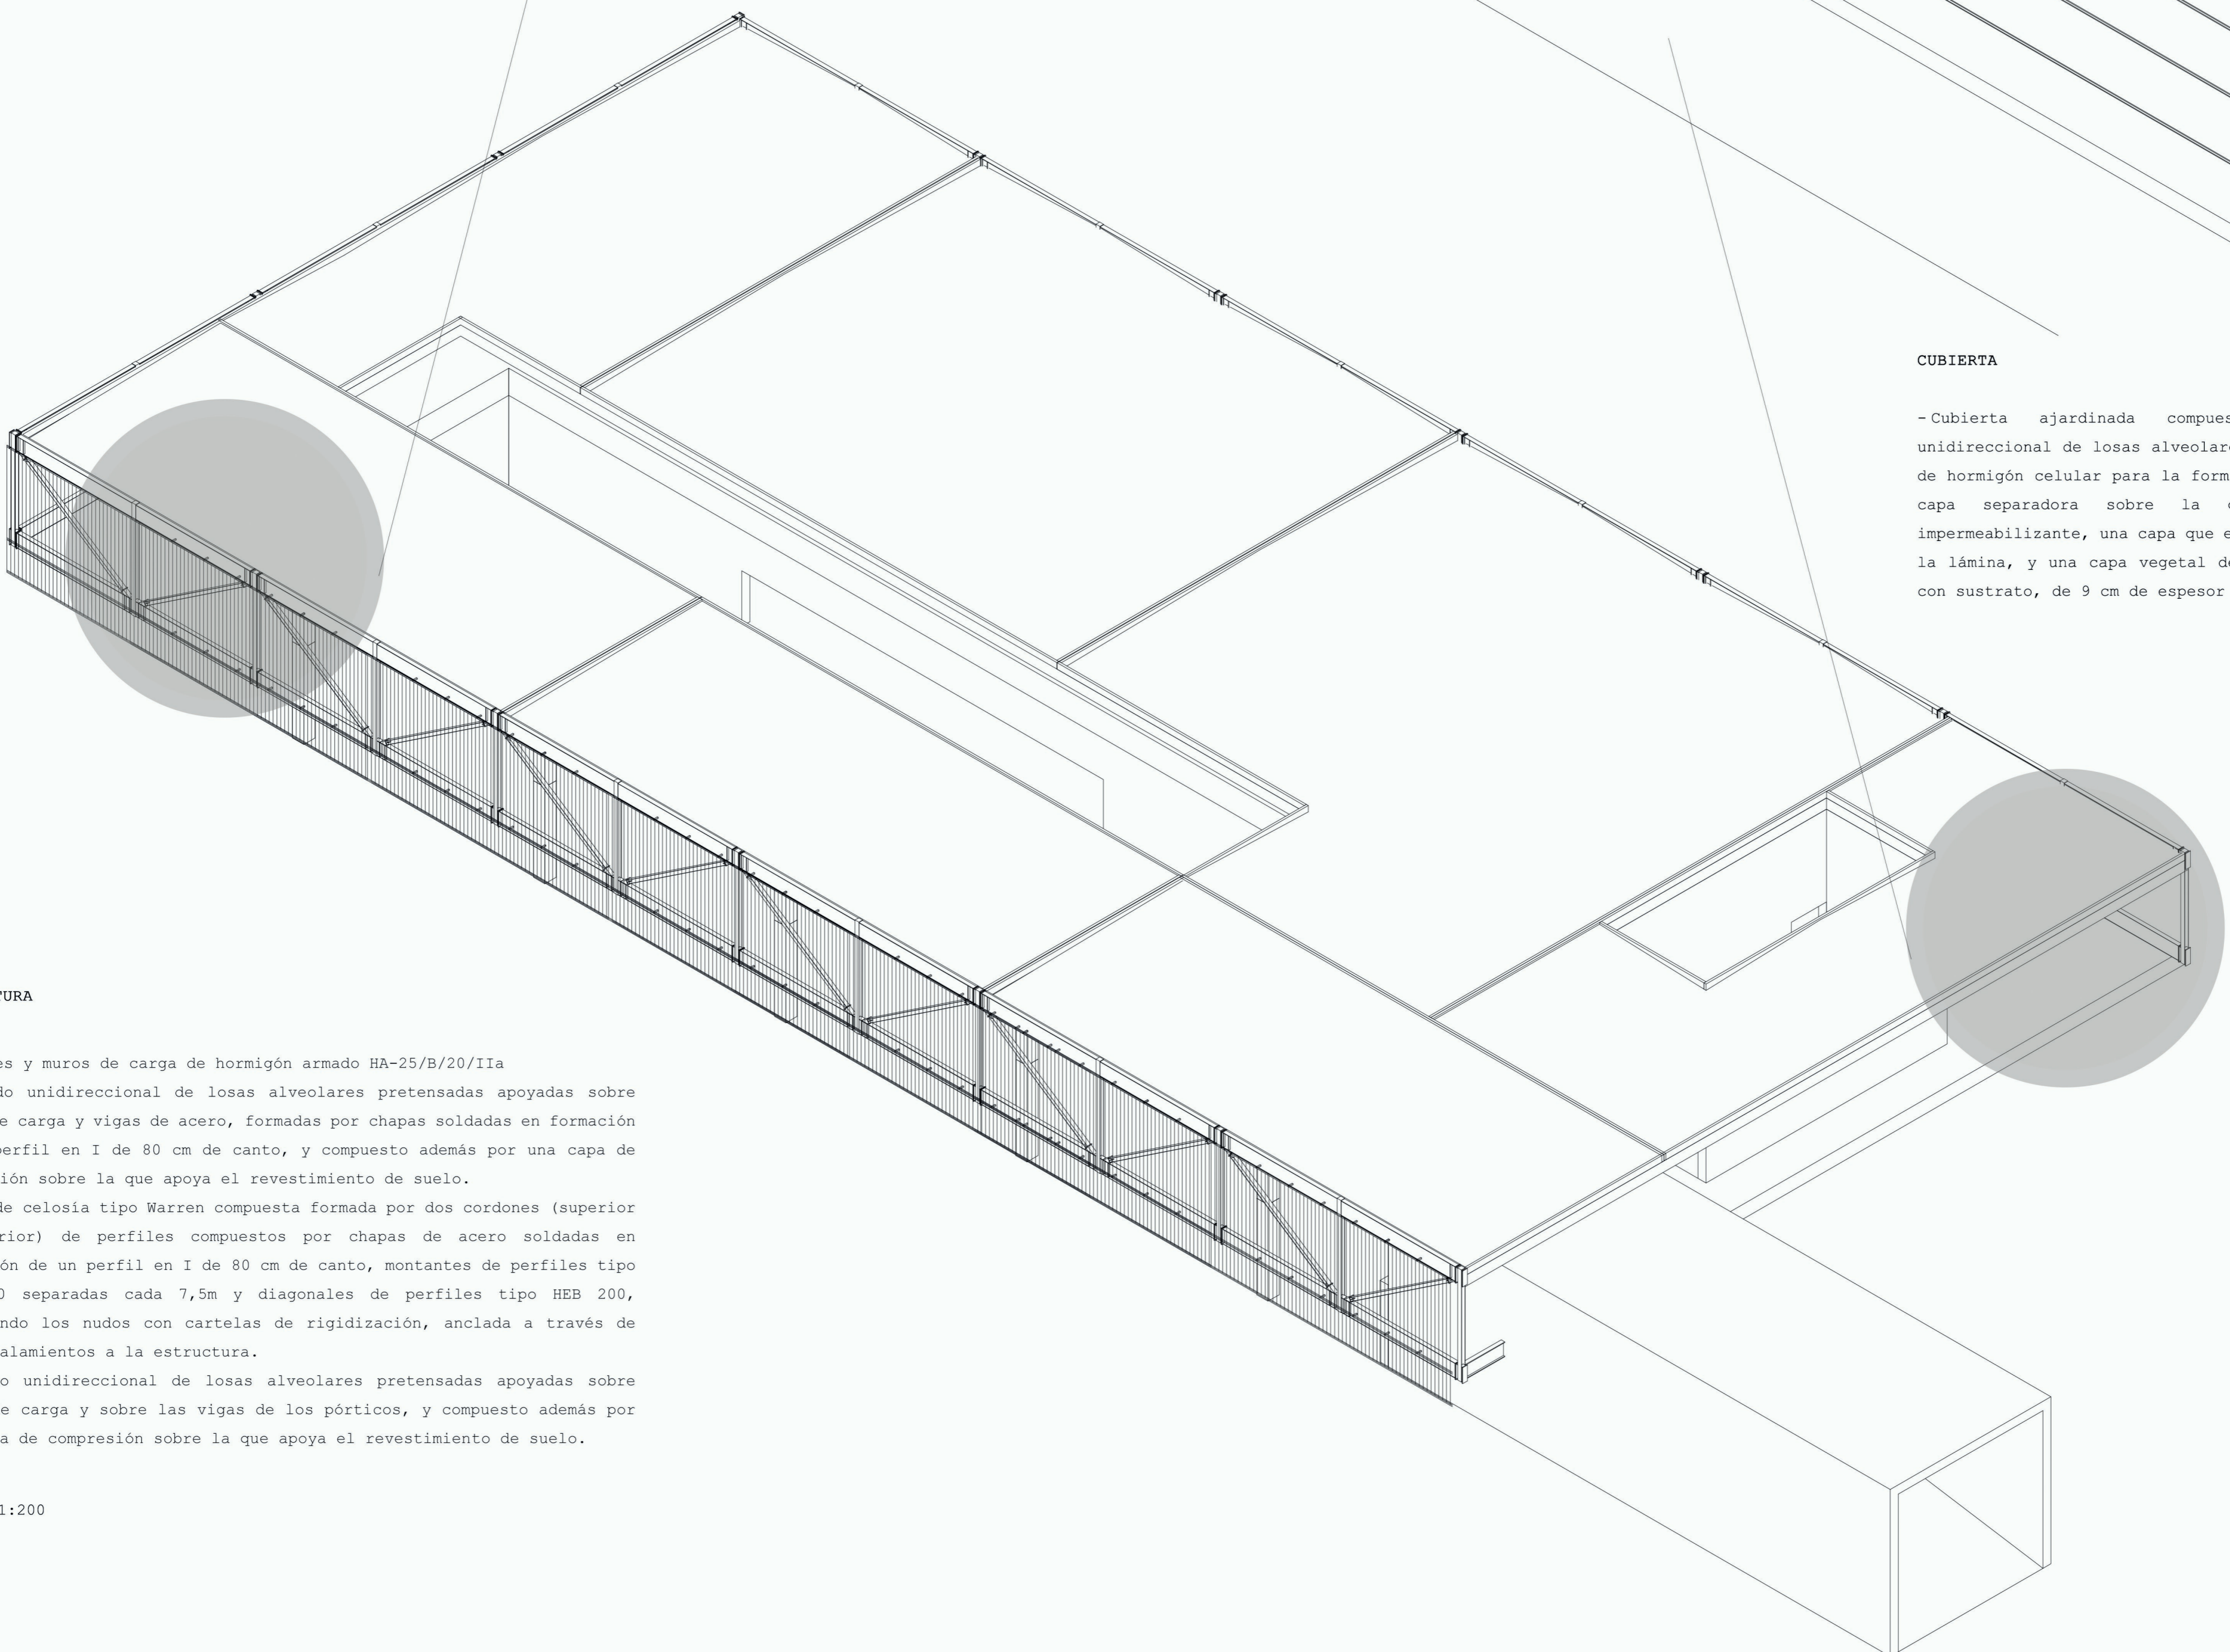 CUBIERTA
- Cubierta ajardinada compues
unidireccional de losas alveolare
de hormigón celular para la form
capa separadora sobre la c
impermeabilizante, una capa que e
la lámina, y una capa vegetal de
con sustrato, de 9 cm de espesor
TURA
es y muros de carga de hormigón armado HA-25/B/20/IIa
do unidireccional de losas alveolares pretensadas apoyadas sobre
e carga y vigas de acero, formadas por chapas soldadas en formación
perfil en I de 80 cm de canto, y compuesto además por una capa de
ión sobre la que apoya el revestimiento de suelo.
de celosía tipo Warren compuesta formada por dos cordones (superior
rior) de perfiles compuestos por chapas de acero soldadas en
ón de un perfil en I de 80 cm de canto, montantes de perfiles tipo
0 separadas cada 7,5m y diagonales de perfiles tipo HEB 200,
ndo los nudos con cartelas de rigidización, anclada a través de
alamientos a la estructura.
o unidireccional de losas alveolares pretensadas apoyadas sobre
e carga y sobre las vigas de los pórticos, y compuesto además por
a de compresión sobre la que apoya el revestimiento de suelo.
1:200